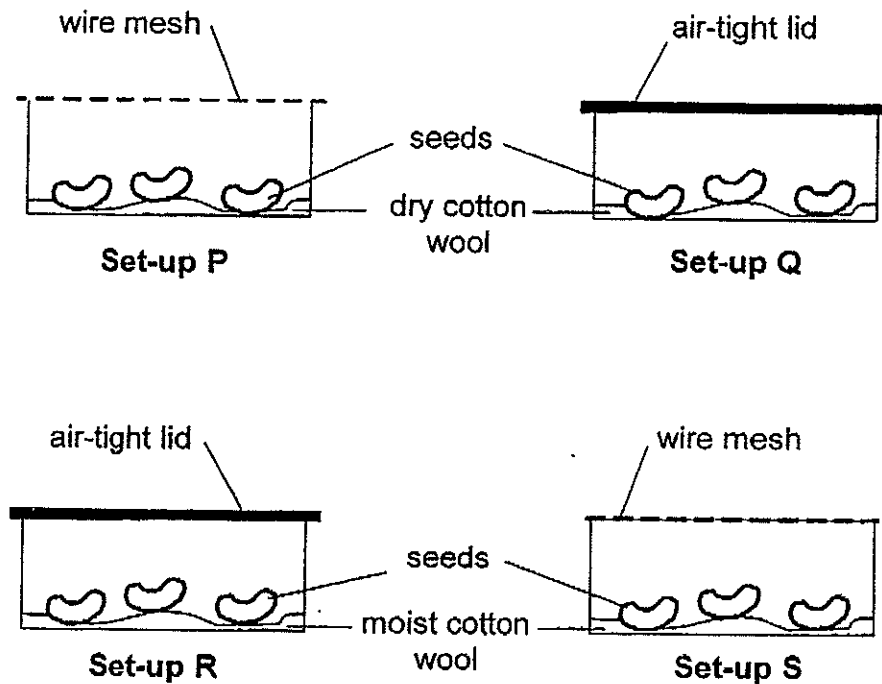 wire mesh
air-tight lid
seeds
dry cotton
wool
Set-up P
Set-up Q
air-tight lid
wire mesh
seeds
moist cotton
wool
Set-up R
Set-up S